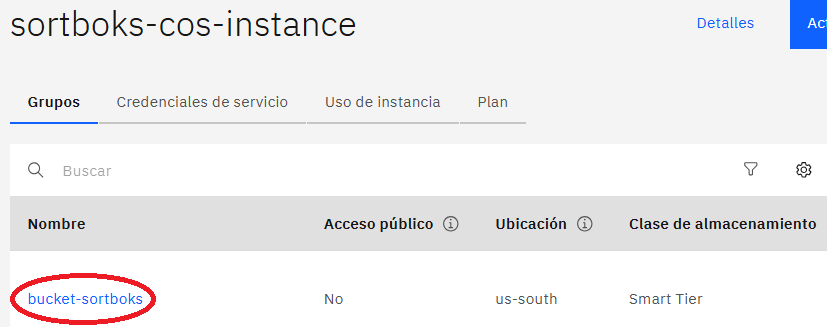 sortboks-cos-instance
Detalles
Grupos Credenciales de servicio Uso de instancia Plan
Buscar
Nombre Acceso público Ubicación Clase de almacenamiento
bucket-sortboks No us-south Smart Tier